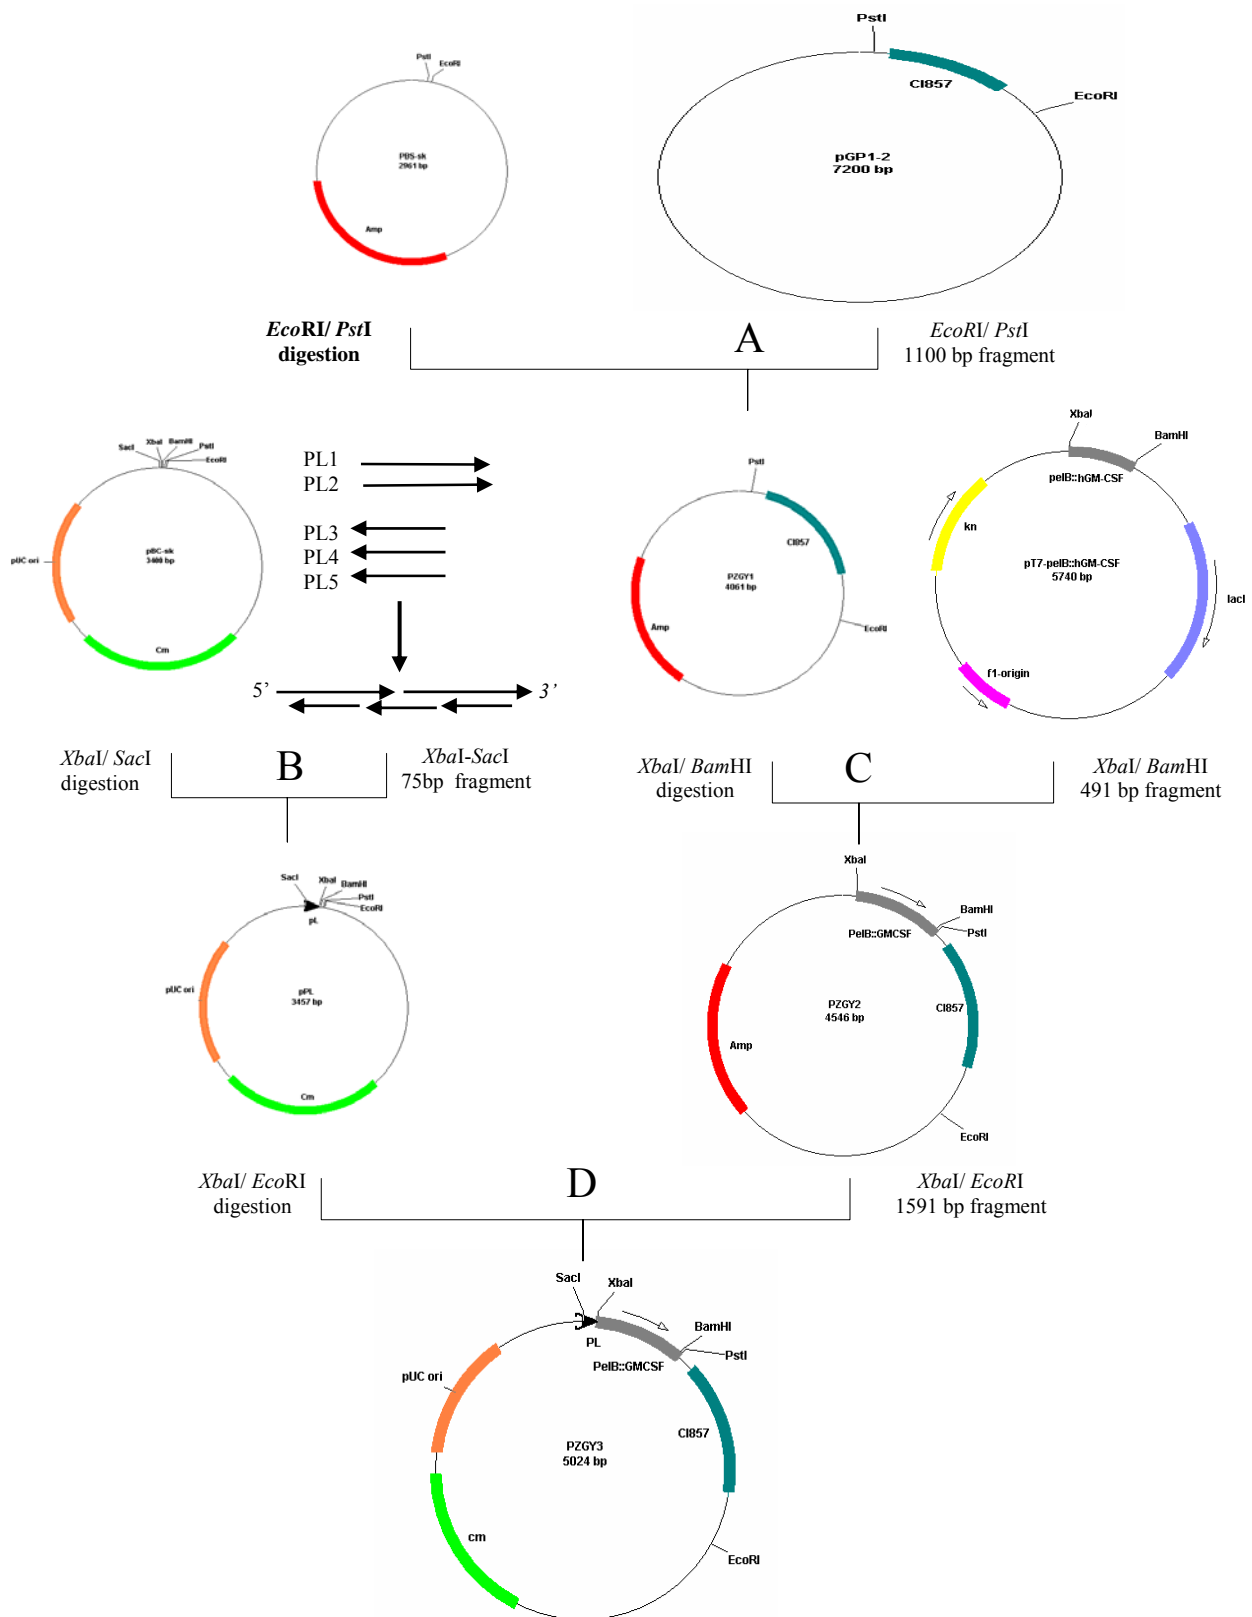 PstI
EcoRI
PBS-sk
2961 bp
Amp
PstI
CI857
EcoRI
pGP1-2
7200 bp
EcoRI/ PstI
digestion
A
EcoRI/ PstI
1100 bp fragment
SacI
XbaI
BamHI
PstI
EcoRI
pUC ori
pBC-sk
3400 bp
Cm
PL1
PL2
PL3
PL4
PL5
5’
3’
PstI
CI857
PZGY1
4061 bp
Amp
EcoRI
XbaI
BamHI
pelB::hGM-CSF
kn
pT7-pelB::hGM-CSF
5740 bp
lacI
f1-origin
XbaI/ SacI
digestion
B
XbaI-SacI
75bp fragment
XbaI/ BamHI
digestion
C
XbaI/ BamHI
491 bp fragment
SacI
XbaI
BamHI
PstI
EcoRI
pL
pUC ori
pPL
3457 bp
Cm
XbaI
BamHI
PstI
PelB::GMCSF
CI857
PZGY2
4546 bp
Amp
EcoRI
XbaI/ EcoRI
digestion
D
XbaI/ EcoRI
1591 bp fragment
SacI
XbaI
BamHI
PstI
PL
PelB::GMCSF
pUC ori
CI857
PZGY3
5024 bp
cm
EcoRI